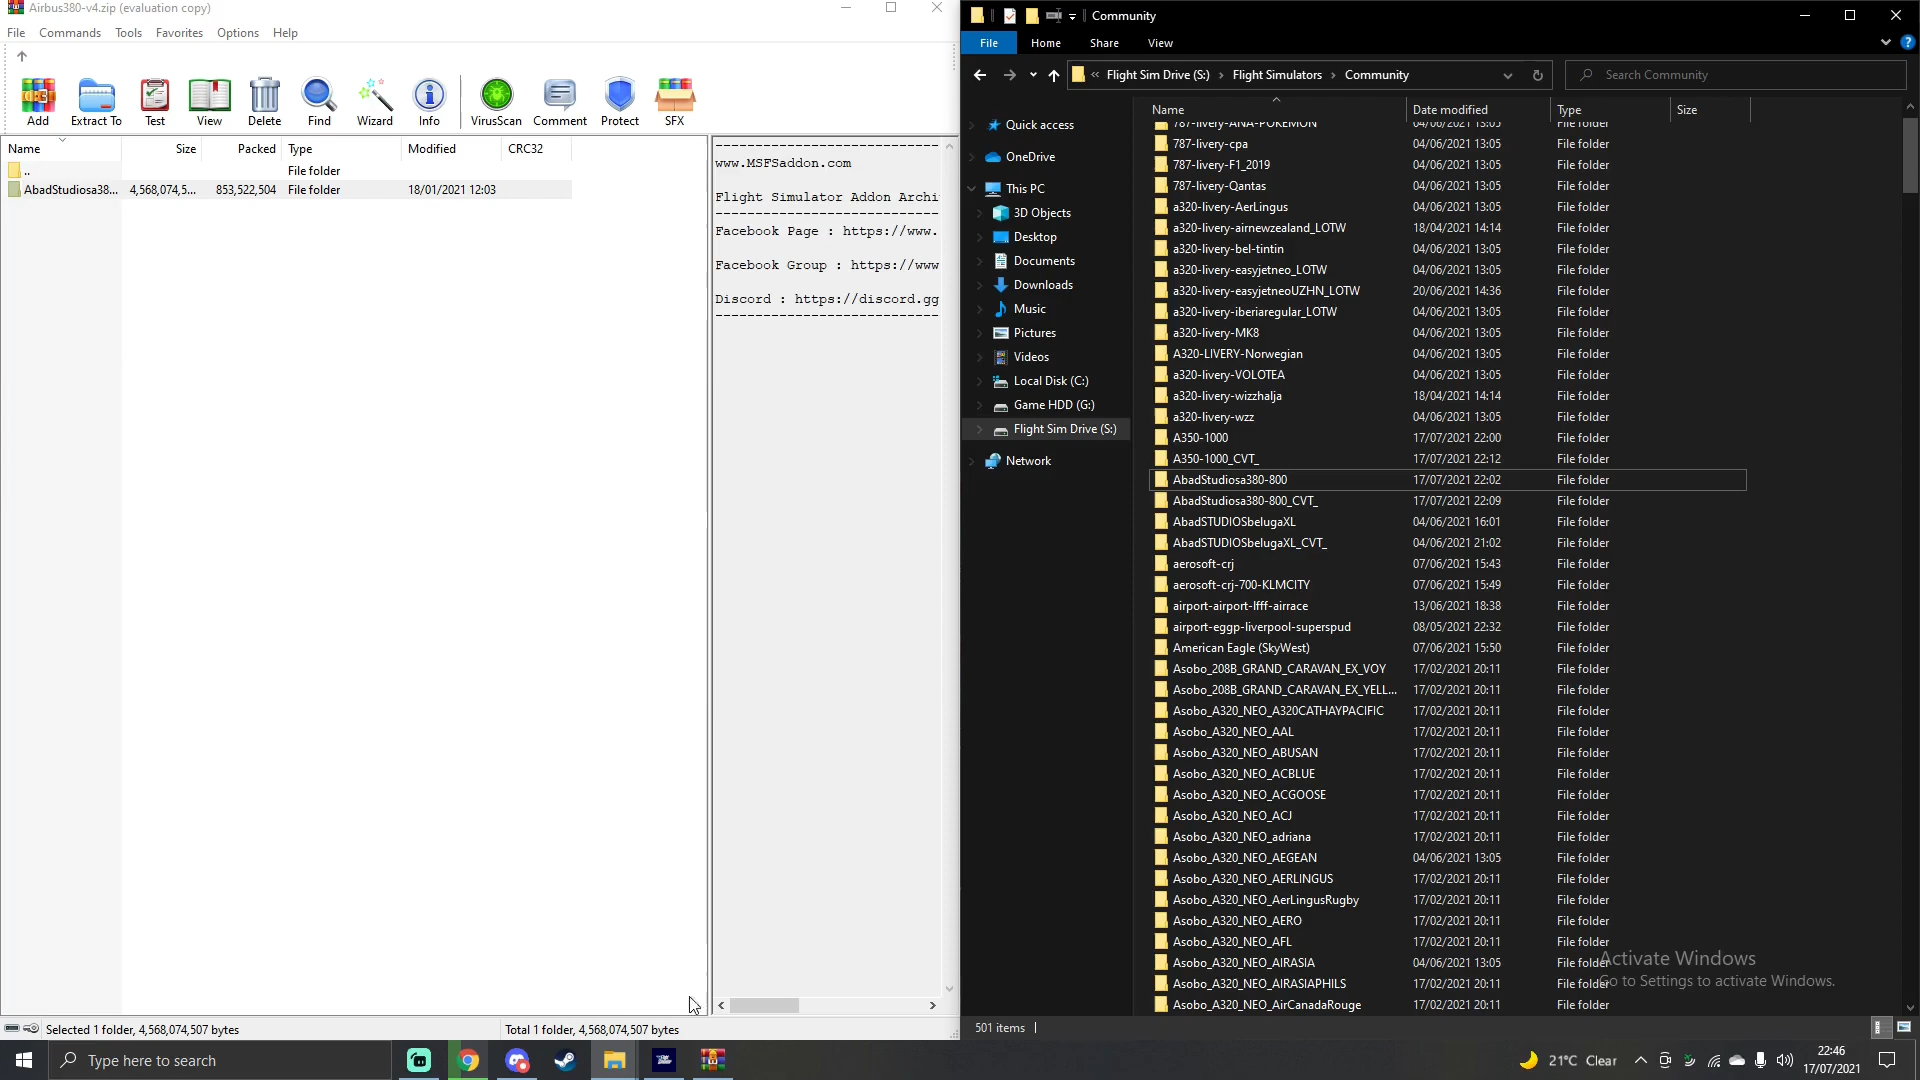 Airbus380-v4.zip (evaluation copy)
File Commands Tools Favorites Options Help
Add Extract To Test View Delete Find Wizard Info VirusScan Comment Protect SFX
Name Size Packed Type Modified CRC32
.. File folder
AbadStudiosa38... 4,568,074,5... 853,522,504 File folder 18/01/2021 12:03
www.MSFSaddon.com
Flight Simulator Addon Archi
Facebook Page : https://www.
Facebook Group : https://www
Discord : https://discord.gg
Selected 1 folder, 4,568,074,507 bytes
Total 1 folder, 4,568,074,507 bytes
Community
File Home Share View
« Flight Sim Drive (S:) › Flight Simulators › Community
Search Community
Quick access
OneDrive
This PC
3D Objects
Desktop
Documents
Downloads
Music
Pictures
Videos
Local Disk (C:)
Game HDD (G:)
Flight Sim Drive (S:)
Network
Name Date modified Type Size
787-livery-ANA-POKEMON 04/06/2021 13:05 File folder
787-livery-cpa 04/06/2021 13:05 File folder
787-livery-F1_2019 04/06/2021 13:05 File folder
787-livery-Qantas 04/06/2021 13:05 File folder
a320-livery-AerLingus 04/06/2021 13:05 File folder
a320-livery-airnewzealand_LOTW 18/04/2021 14:14 File folder
a320-livery-bel-tintin 04/06/2021 13:05 File folder
a320-livery-easyjetneo_LOTW 04/06/2021 13:05 File folder
a320-livery-easyjetneoUZHN_LOTW 20/06/2021 14:36 File folder
a320-livery-iberiaregular_LOTW 04/06/2021 13:05 File folder
a320-livery-MK8 04/06/2021 13:05 File folder
A320-LIVERY-Norwegian 04/06/2021 13:05 File folder
a320-livery-VOLOTEA 04/06/2021 13:05 File folder
a320-livery-wizzhalja 18/04/2021 14:14 File folder
a320-livery-wzz 04/06/2021 13:05 File folder
A350-1000 17/07/2021 22:00 File folder
A350-1000_CVT_ 17/07/2021 22:12 File folder
AbadStudiosa380-800 17/07/2021 22:02 File folder
AbadStudiosa380-800_CVT_ 17/07/2021 22:09 File folder
AbadSTUDIOSbelugaXL 04/06/2021 16:01 File folder
AbadSTUDIOSbelugaXL_CVT_ 04/06/2021 21:02 File folder
aerosoft-crj 07/06/2021 15:43 File folder
aerosoft-crj-700-KLMCITY 07/06/2021 15:49 File folder
airport-airport-lfff-airrace 13/06/2021 18:38 File folder
airport-eggp-liverpool-superspud 08/05/2021 22:32 File folder
American Eagle (SkyWest) 07/06/2021 15:50 File folder
Asobo_208B_GRAND_CARAVAN_EX_VOY 17/02/2021 20:11 File folder
Asobo_208B_GRAND_CARAVAN_EX_YELL... 17/02/2021 20:11 File folder
Asobo_A320_NEO_A320CATHAYPACIFIC 17/02/2021 20:11 File folder
Asobo_A320_NEO_AAL 17/02/2021 20:11 File folder
Asobo_A320_NEO_ABUSAN 17/02/2021 20:11 File folder
Asobo_A320_NEO_ACBLUE 17/02/2021 20:11 File folder
Asobo_A320_NEO_ACGOOSE 17/02/2021 20:11 File folder
Asobo_A320_NEO_ACJ 17/02/2021 20:11 File folder
Asobo_A320_NEO_adriana 17/02/2021 20:11 File folder
Asobo_A320_NEO_AEGEAN 04/06/2021 13:05 File folder
Asobo_A320_NEO_AERLINGUS 17/02/2021 20:11 File folder
Asobo_A320_NEO_AerLingusRugby 17/02/2021 20:11 File folder
Asobo_A320_NEO_AERO 17/02/2021 20:11 File folder
Asobo_A320_NEO_AFL 17/02/2021 20:11 File folder
Asobo_A320_NEO_AIRASIA 04/06/2021 13:05 File folder
Asobo_A320_NEO_AIRASIAPHILS 17/02/2021 20:11 File folder
Asobo_A320_NEO_AirCanadaRouge 17/02/2021 20:11 File folder
Activate Windows
Go to Settings to activate Windows.
501 items
Type here to search
21°C Clear
22:46
17/07/2021